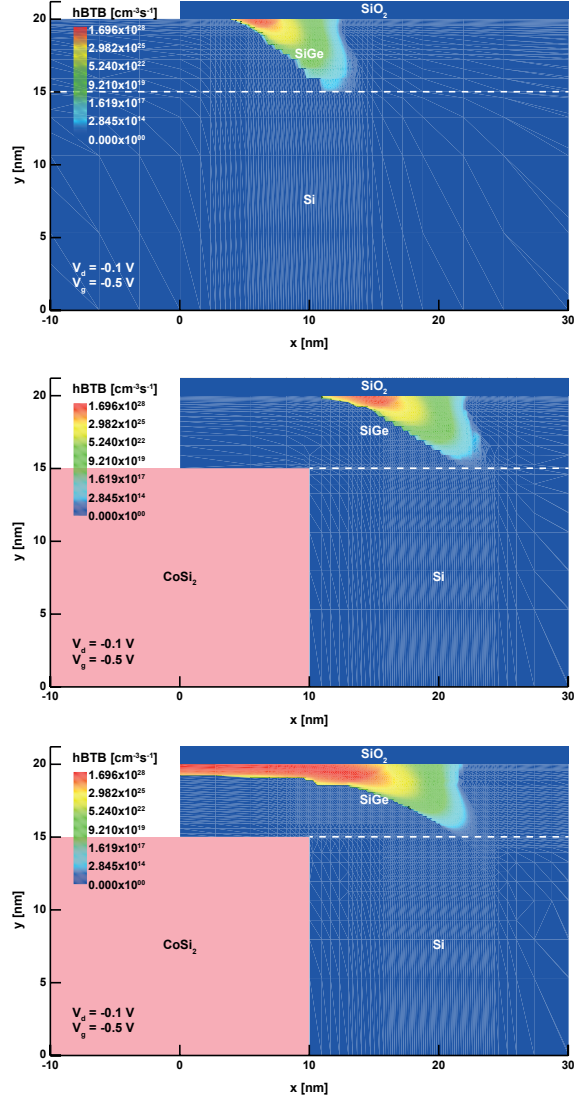 hBTB [cm⁻³s⁻¹]
SiO₂
1.696x10²⁸
2.982x10²⁵
5.240x10²²
9.210x10¹⁹
1.619x10¹⁷
2.845x10¹⁴
0.000x10⁰⁰
SiGe
Si
V_d = -0.1 V
V_g = -0.5 V
20
15
10
5
0
y [nm]
-10 0 10 20 30
x [nm]
hBTB [cm⁻³s⁻¹]
SiO₂
1.696x10²⁸
2.982x10²⁵
5.240x10²²
9.210x10¹⁹
1.619x10¹⁷
2.845x10¹⁴
0.000x10⁰⁰
SiGe
CoSi₂
Si
V_d = -0.1 V
V_g = -0.5 V
20
15
10
5
0
y [nm]
-10 0 10 20 30
x [nm]
hBTB [cm⁻³s⁻¹]
SiO₂
1.696x10²⁸
2.982x10²⁵
5.240x10²²
9.210x10¹⁹
1.619x10¹⁷
2.845x10¹⁴
0.000x10⁰⁰
SiGe
CoSi₂
Si
V_d = -0.1 V
V_g = -0.5 V
20
15
10
5
0
y [nm]
-10 0 10 20 30
x [nm]